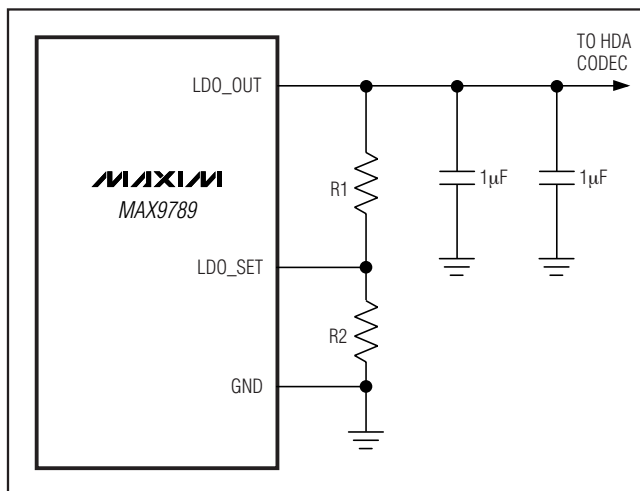 TO HDA
CODEC
LDO_OUT
R1
1µF
1µF
MAXIM
MAX9789
LDO_SET
R2
GND